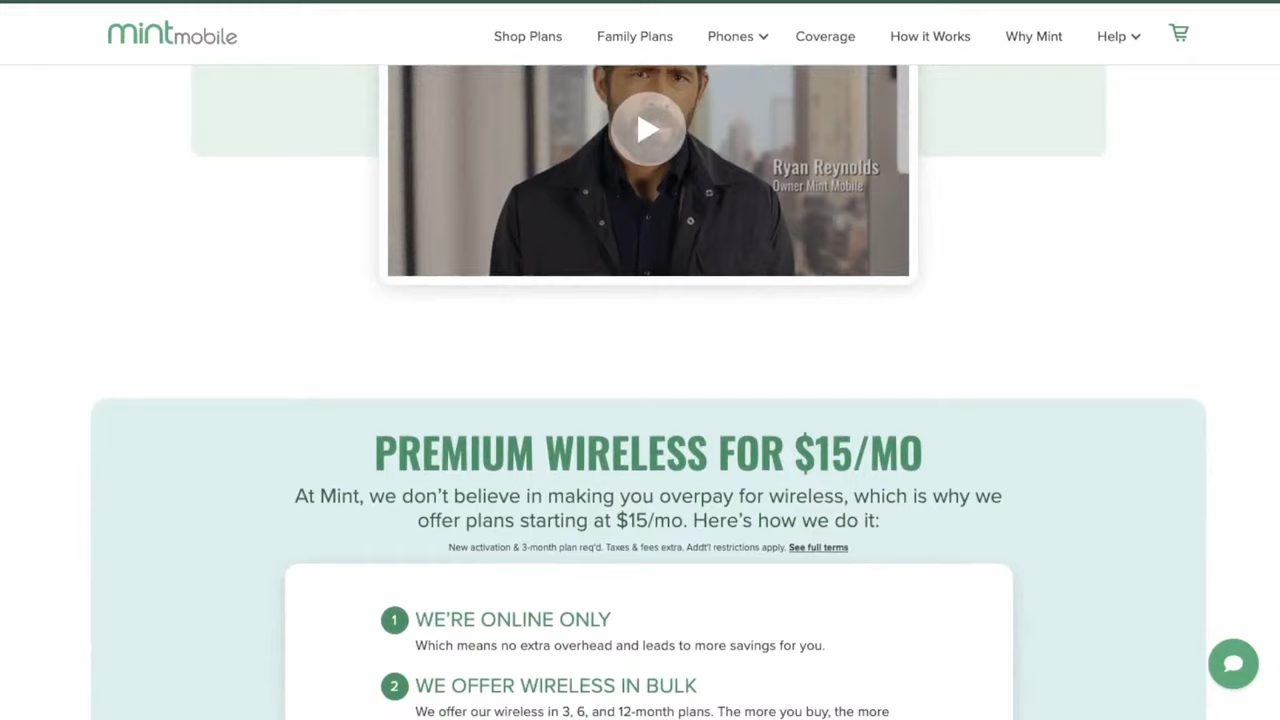 mintmobile
Shop Plans
Family Plans
Phones
Coverage
How it Works
Why Mint
Help
Ryan Reynolds
Owner Mint Mobile
PREMIUM WIRELESS FOR $15/MO
At Mint, we don’t believe in making you overpay for wireless, which is why we
offer plans starting at $15/mo. Here’s how we do it:
New activation & 3-month plan req'd. Taxes & fees extra. Addt'l restrictions apply. See full terms
1 WE’RE ONLINE ONLY
Which means no extra overhead and leads to more savings for you.
2 WE OFFER WIRELESS IN BULK
We offer our wireless in 3, 6, and 12-month plans. The more you buy, the more